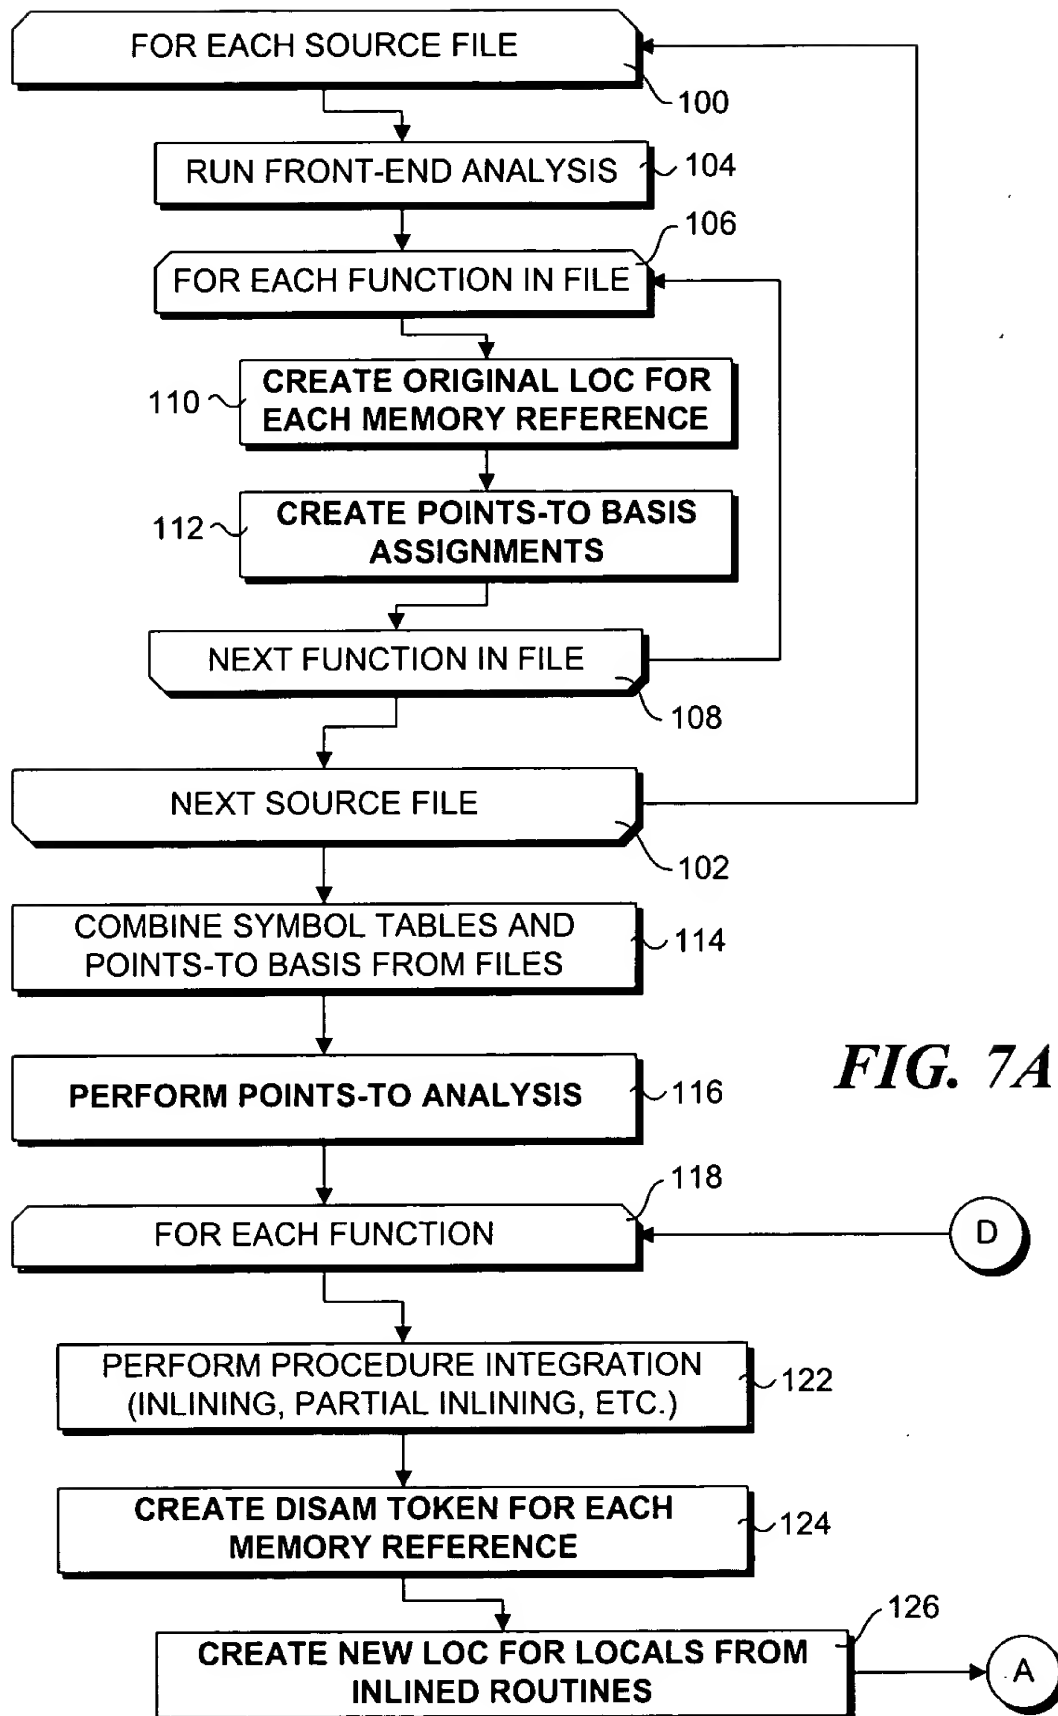 FOR EACH SOURCE FILE
100
RUN FRONT-END ANALYSIS
104
106
FOR EACH FUNCTION IN FILE
CREATE ORIGINAL LOC FOR
EACH MEMORY REFERENCE
110
CREATE POINTS-TO BASIS
ASSIGNMENTS
112
NEXT FUNCTION IN FILE
108
NEXT SOURCE FILE
102
COMBINE SYMBOL TABLES AND
POINTS-TO BASIS FROM FILES
114
FIG. 7A
PERFORM POINTS-TO ANALYSIS
116
118
FOR EACH FUNCTION
D
PERFORM PROCEDURE INTEGRATION
(INLINING, PARTIAL INLINING, ETC.)
122
CREATE DISAM TOKEN FOR EACH
MEMORY REFERENCE
124
126
CREATE NEW LOC FOR LOCALS FROM
INLINED ROUTINES
A